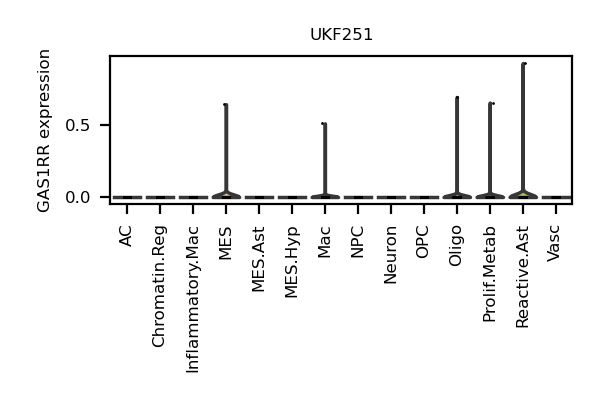 UKF251
GAS1RR expression
0.5
0.0
AC
Chromatin.Reg
Inflammatory.Mac
MES
MES.Ast
MES.Hyp
Mac
NPC
Neuron
OPC
Oligo
Prolif.Metab
Reactive.Ast
Vasc